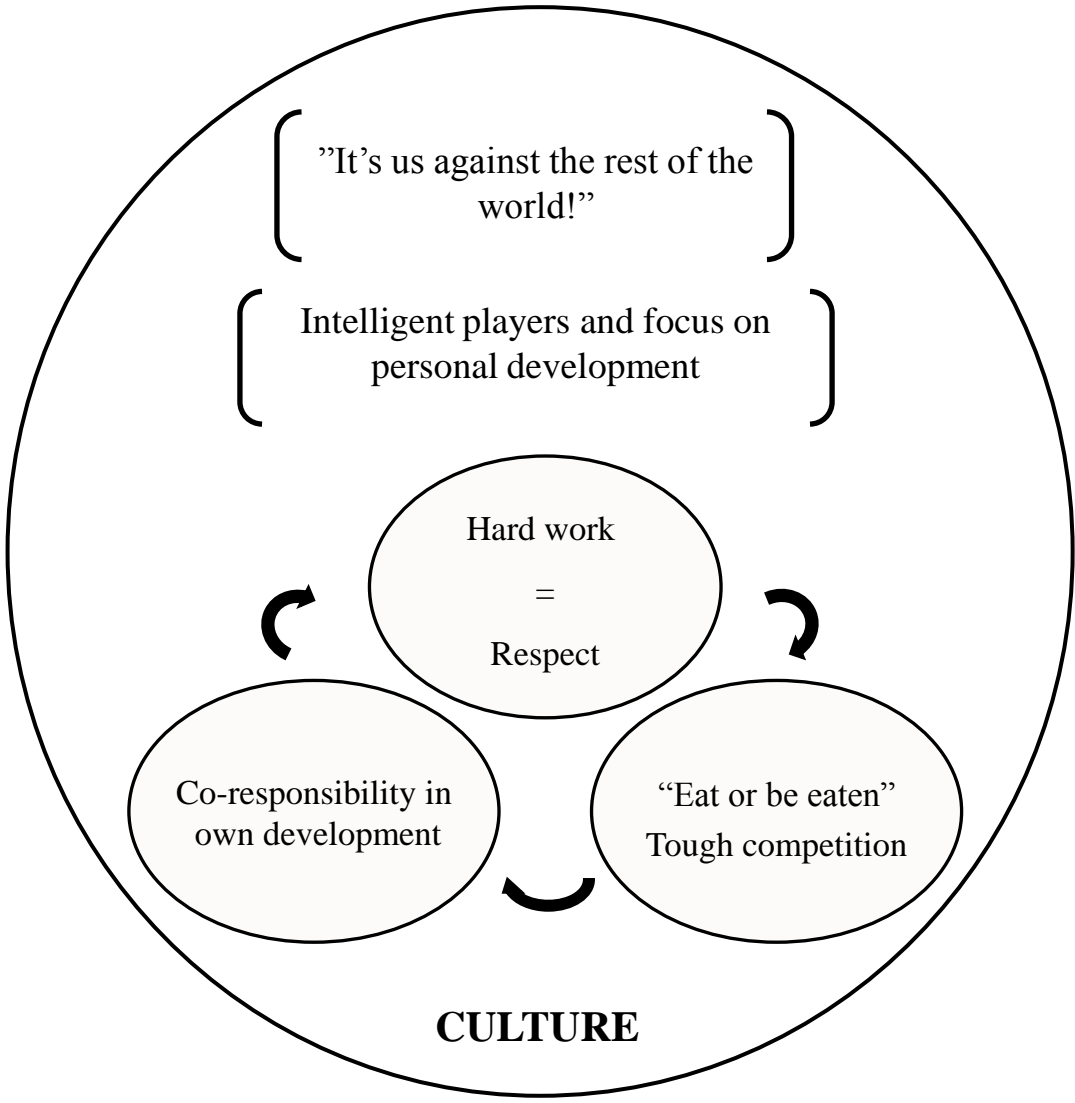 ”It’s us against the rest of the
world!”
Intelligent players and focus on
personal development
Hard work
=
Respect
Co-responsibility in
own development
“Eat or be eaten”
Tough competition
CULTURE